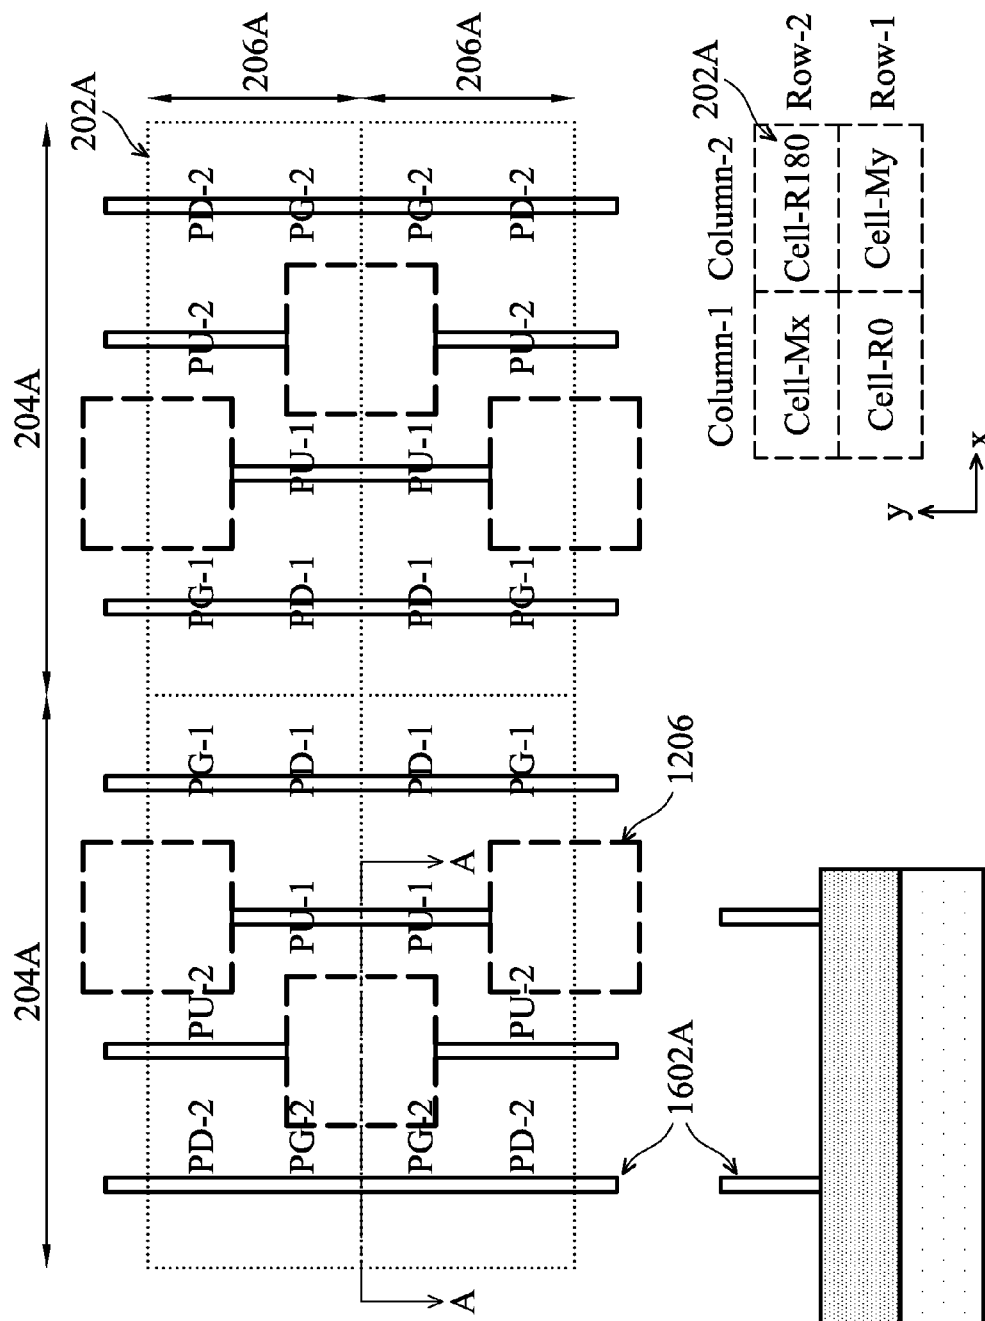 204A
204A
202A
PD-2 PU-2 PG-1 PG-1 PU-2 PD-2
206A
PG-2 PU-1 PD-1 PD-1 PU-1 PG-2
PG-2 PU-1 PD-1 PD-1 PU-1 PG-2
206A
A A
PD-2 PU-2 PG-1 PG-1 PU-2 PD-2
1602A
1206
202A
Column-1 Column-2
Cell-Mx Cell-R180 Row-2
Cell-R0 Cell-My Row-1
y
x